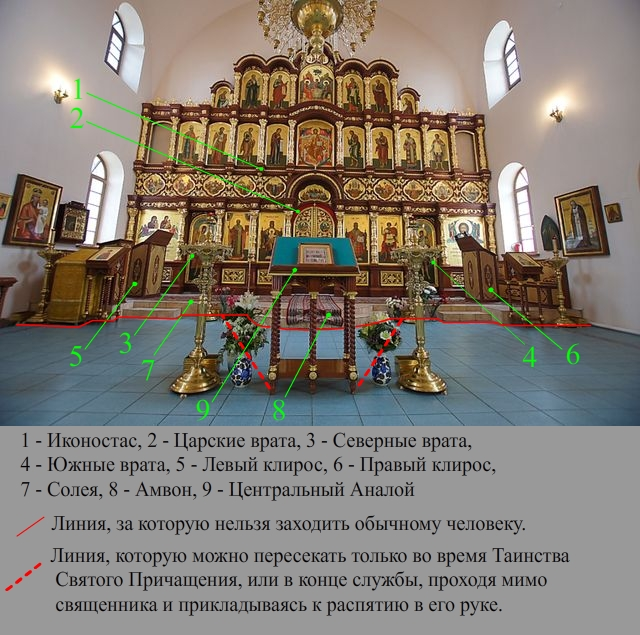 1
2
5
3
7
9
8
4
6
1 - Иконостас, 2 - Царские врата, 3 - Северные врата,
4 - Южные врата, 5 - Левый клирос, 6 - Правый клирос,
7 - Солея, 8 - Амвон, 9 - Центральный Аналой
Линия, за которую нельзя заходить обычному человеку.
Линия, которую можно пересекать только во время Таинства
Святого Причащения, или в конце службы, проходя мимо
священника и прикладываясь к распятию в его руке.